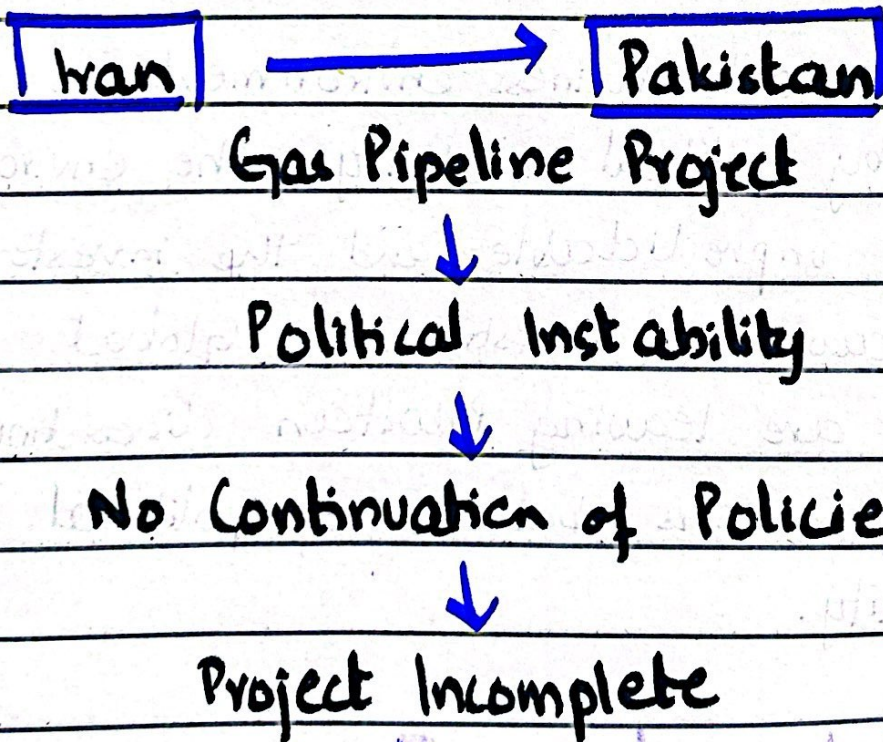 Iran → Pakistan
Gas Pipeline Project
↓
Political Instability
↓
No Continuation of Policie
↓
Project Incomplete